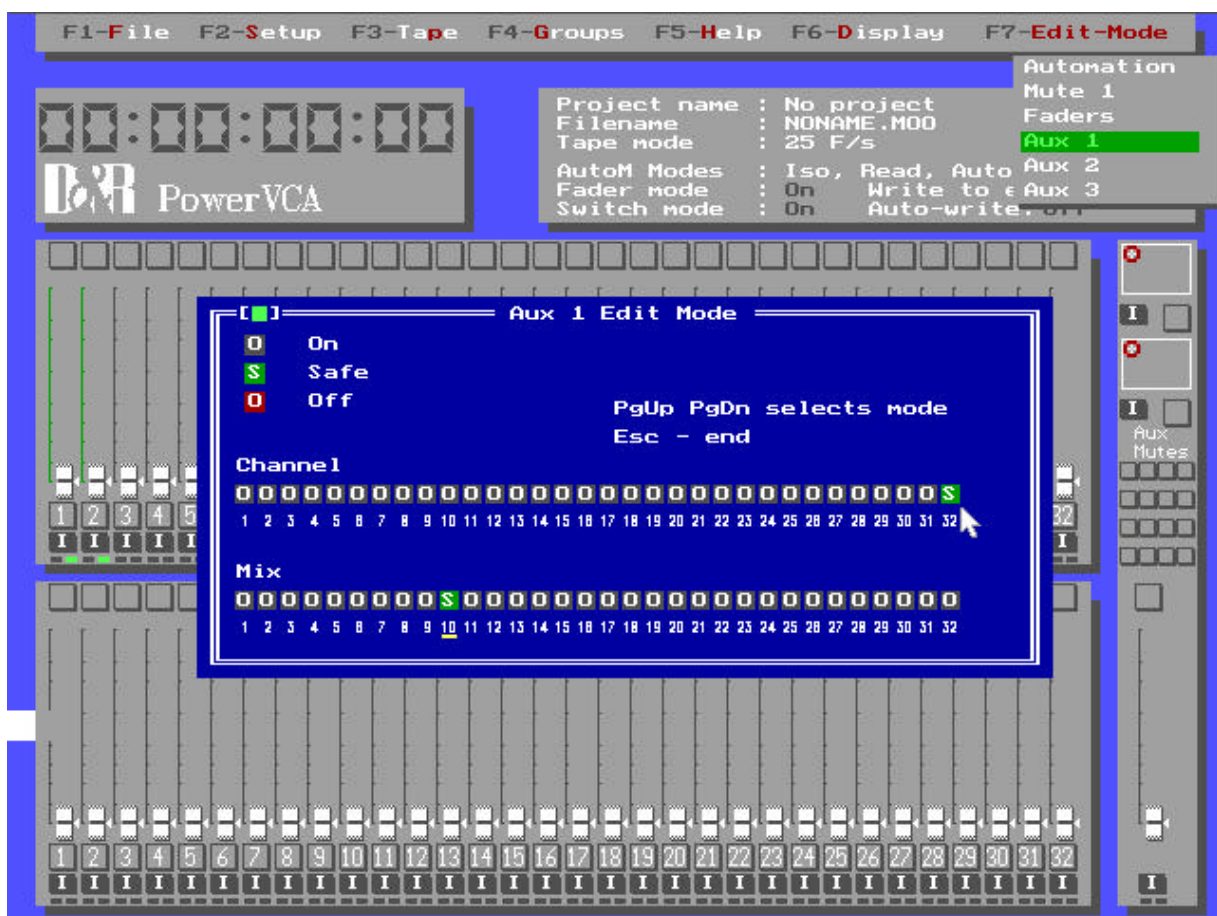 F1-File F2-Setup F3-Tape F4-Groups F5-Help F6-Display F7-Edit-Mode
Automation
Mute 1
Faders
Aux 1
Aux 2
Aux 3
00:00:00:00
D&R PowerVCA
Project name : No project
Filename : NONAME.MOO
Tape mode : 25 F/s
AutoM Modes : Iso, Read, Auto
Fader mode : On Write to
Switch mode : On Auto-write:
[ ] Aux 1 Edit Mode
O On
S Safe
O Off
PgUp PgDn selects mode
Esc - end
Channel
O O O O O O O O O O O O O O O O O O O O O O O O O O O O O O O S
1 2 3 4 5 6 7 8 9 10 11 12 13 14 15 16 17 18 19 20 21 22 23 24 25 26 27 28 29 30 31 32
Mix
O O O O O O O O O S O O O O O O O O O O O O O O O O O O O O O O
1 2 3 4 5 6 7 8 9 10 11 12 13 14 15 16 17 18 19 20 21 22 23 24 25 26 27 28 29 30 31 32
1 2 3 4 5 32
I I I I I I
I
I
Aux
Mutes
1 2 3 4 5 6 7 8 9 10 11 12 13 14 15 16 17 18 19 20 21 22 23 24 25 26 27 28 29 30 31 32
I I I I I I I I I I I I I I I I I I I I I I I I I I I I I I I I
I